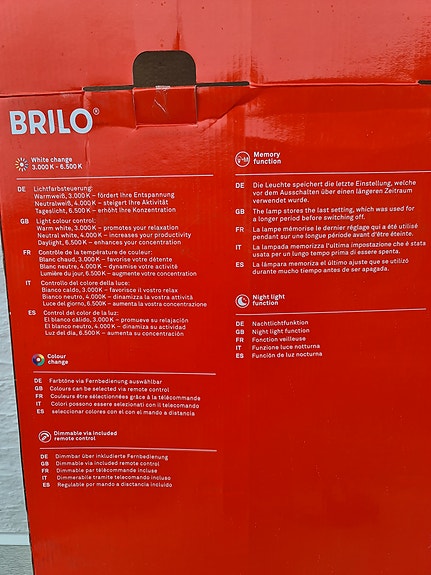 BRILO®
White change
3.000 K - 6.500 K
DE Lichtfarbsteuerung:
Warmweiß, 3.000K – fördert Ihre Entspannung
Neutralweiß, 4.000K – steigert Ihre Aktivität
Tageslicht, 6.500K – erhöht Ihre Konzentration
GB Light colour control:
Warm white, 3.000K – promotes your relaxation
Neutral white, 4.000K – increases your productivity
Daylight, 6.500K – enhances your concentration
FR Contrôle de la température de couleur:
Blanc chaud, 3.000K – favorise votre détente
Blanc neutre, 4.000K – dynamise votre activité
Lumière du jour, 6.500K – augmente votre concentration
IT Controllo del colore della luce:
Bianco caldo, 3.000K – favorisce il vostro relax
Bianco neutro, 4.000K – dinamizza la vostra attività
Luce del giorno, 6.500K – aumenta la vostra concentrazione
ES Control del color de la luz:
El blanco cálido, 3.000K – promueve su relajación
El blanco neutro, 4.000K – dinamiza su actividad
Luz del día, 6.500K – aumenta su concentración
Colour
change
DE Farbtöne via Fernbedienung auswählbar
GB Colours can be selected via remote control
FR Couleurs être sélectionnées grâce à la télécommande
IT Colori possono essere selezionati con il telecomando
ES seleccionar colores con el con el mando a distancia
Dimmable via included
remote control
DE Dimmbar über inkludierte Fernbedienung
GB Dimmable via included remote control
FR Dimmable par télécommande incluse
IT Dimmerabile tramite telecomando incluso
ES Regulable por mando a distancia incluido
Memory
function
DE Die Leuchte speichert die letzte Einstellung, welche
vor dem Ausschalten über einen längeren Zeitraum
verwendet wurde.
GB The lamp stores the last setting, which was used for
a longer period before switching off.
FR La lampe mémorise le dernier réglage qui a été utilisé
pendant sur une longue période avant d'être éteinte.
IT La lampada memorizza l'ultima impostazione che è stata
usata per un lungo tempo prima di essere spenta.
ES La lámpara memoriza el último ajuste que se utilizó
durante mucho tiempo antes de ser apagada.
Night light
function
DE Nachtlichtfunktion
GB Night light function
FR Fonction veilleuse
IT Funzione luce notturna
ES Función de luz nocturna